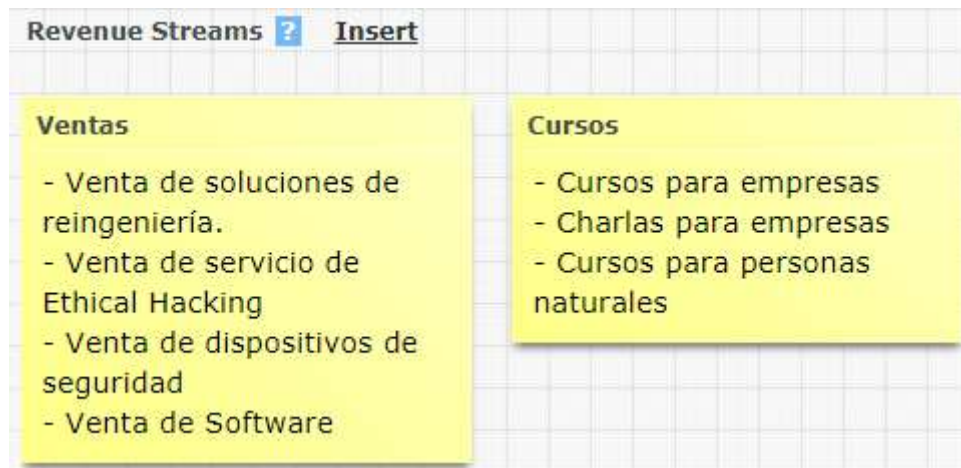 Revenue Streams ? Insert
Ventas
- Venta de soluciones de
reingeniería.
- Venta de servicio de
Ethical Hacking
- Venta de dispositivos de
seguridad
- Venta de Software
Cursos
- Cursos para empresas
- Charlas para empresas
- Cursos para personas
naturales